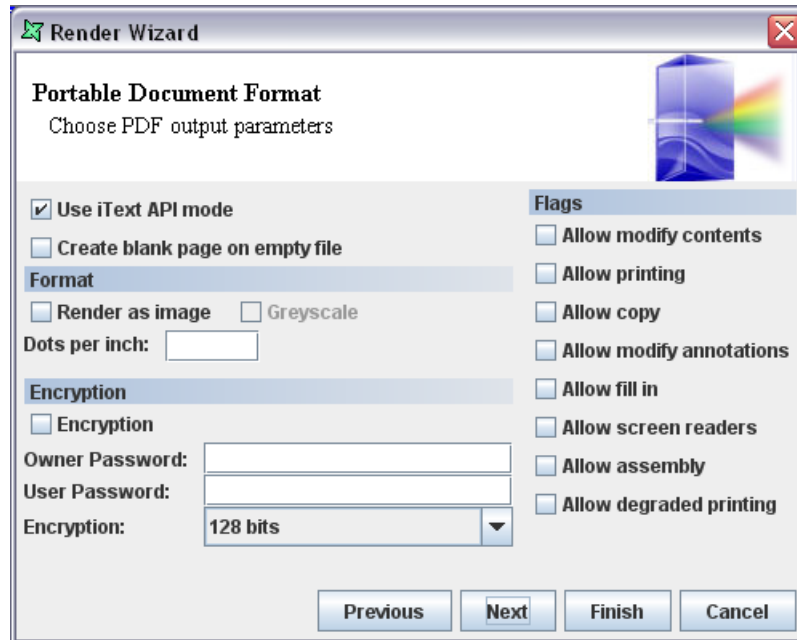 Render Wizard
Portable Document Format
Choose PDF output parameters
Use iText API mode
Create blank page on empty file
Format
Render as image Greyscale
Dots per inch:
Encryption
Encryption
Owner Password:
User Password:
Encryption: 128 bits
Flags
Allow modify contents
Allow printing
Allow copy
Allow modify annotations
Allow fill in
Allow screen readers
Allow assembly
Allow degraded printing
Previous Next Finish Cancel